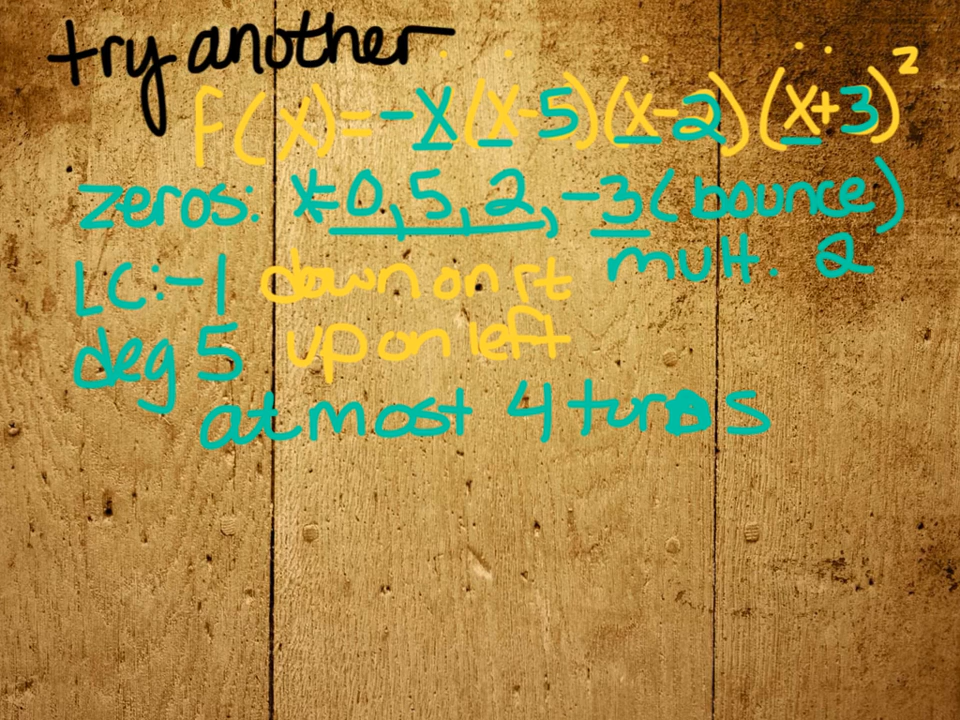 try another
f(x)=-x(x-5)(x-2)(x+3)²
zeros: x=0,5,2,-3(bounce)
mult. 2
LC:-1 down on rt
deg 5 up on left
at most 4 turns